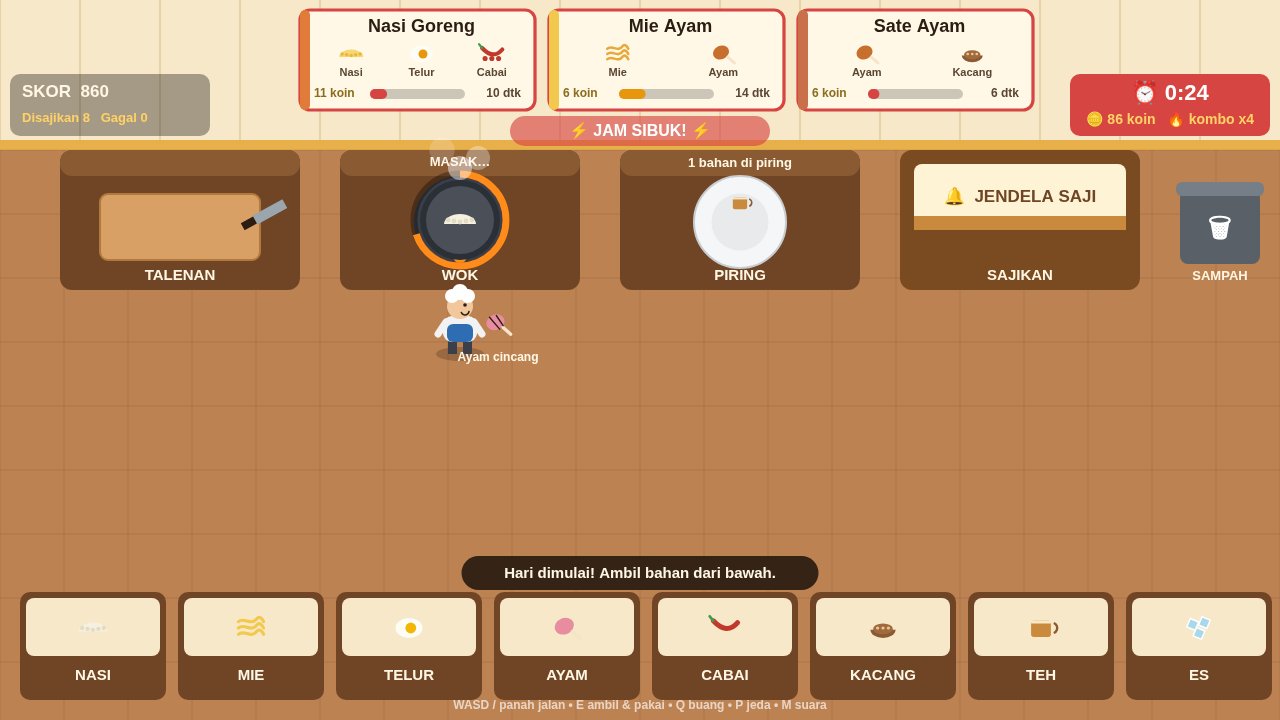 SKOR 860
Disajikan 8 Gagal 0
Nasi Goreng
Nasi Telur Cabai
11 koin 10 dtk
Mie Ayam
Mie Ayam
6 koin 14 dtk
Sate Ayam
Ayam Kacang
6 koin 6 dtk
⏰ 0:24
🪙 86 koin 🔥 kombo x4
⚡ JAM SIBUK! ⚡
MASAK…
1 bahan di piring
🔔 JENDELA SAJI
TALENAN
WOK
PIRING
SAJIKAN
SAMPAH
Ayam cincang
Hari dimulai! Ambil bahan dari bawah.
NASI
MIE
TELUR
AYAM
CABAI
KACANG
TEH
ES
WASD / panah jalan • E ambil & pakai • Q buang • P jeda • M suara